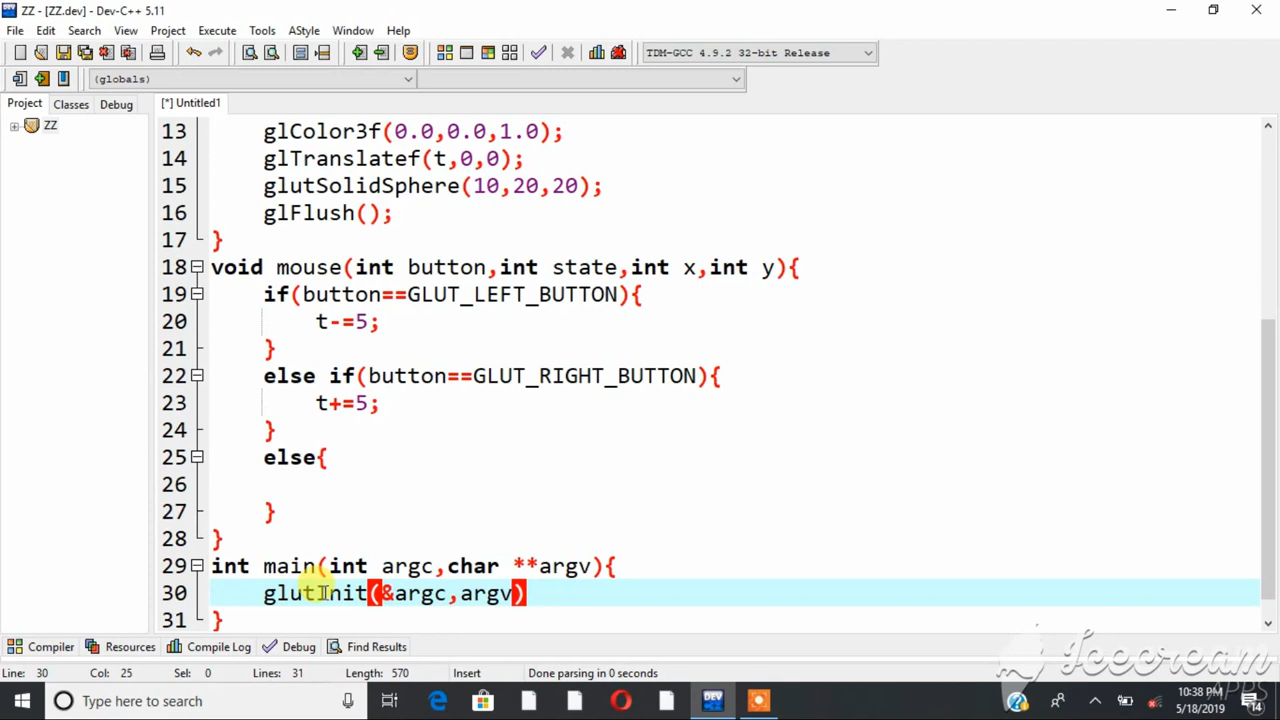 ZZ - [ZZ.dev] - Dev-C++ 5.11
File Edit Search View Project Execute Tools AStyle Window Help
TDM-GCC 4.9.2 32-bit Release
(globals)
Project Classes Debug [*] Untitled1
ZZ
13 glColor3f(0.0,0.0,1.0);
14 glTranslatef(t,0,0);
15 glutSolidSphere(10,20,20);
16 glFlush();
17 }
18 void mouse(int button,int state,int x,int y){
19 if(button==GLUT_LEFT_BUTTON){
20 t-=5;
21 }
22 else if(button==GLUT_RIGHT_BUTTON){
23 t+=5;
24 }
25 else{
26
27 }
28 }
29 int main(int argc,char **argv){
30 glutInit(&argc,argv)
31 }
Compiler Resources Compile Log Debug Find Results
Line: 30 Col: 25 Sel: 0 Lines: 31 Length: 570 Insert Done parsing in 0 seconds
Icecream
APPS
Type here to search
DEV
10:38 PM
5/18/2019
14